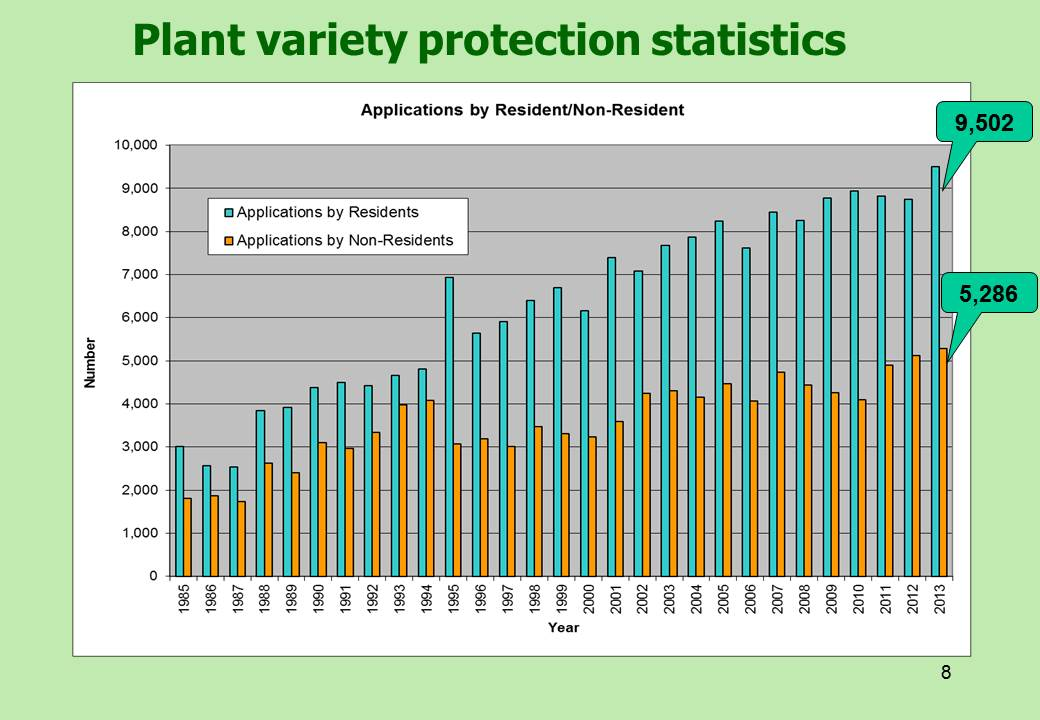 Plant variety protection statistics
Applications by Resident/Non-Resident
9,502
10,000
9,000
Applications by Residents
8,000
Applications by Non-Residents
7,000
5,286
6,000
5,000
Number
4,000
3,000
2,000
1,000
0
1985 1986 1987 1988 1989 1990 1991 1992 1993 1994 1995 1996 1997 1998 1999 2000 2001 2002 2003 2004 2005 2006 2007 2008 2009 2010 2011 2012 2013
Year
8